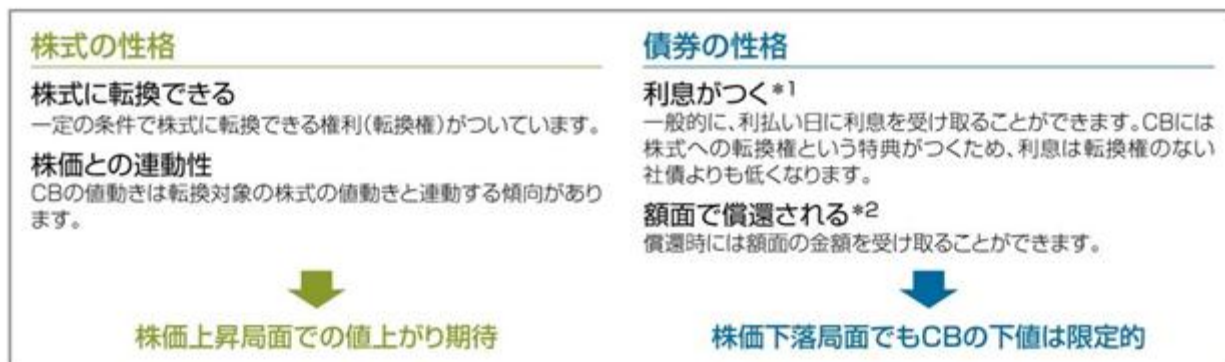 株式の性格
株式に転換できる
一定の条件で株式に転換できる権利(転換権)がついています。
株価との連動性
CBの値動きは転換対象の株式の値動きと連動する傾向があり
ます。
株価上昇局面での値上がり期待
債券の性格
利息がつく*1
一般的に、利払い日に利息を受け取ることができます。CBには
株式への転換権という特典がつくため、利息は転換権のない
社債よりも低くなります。
額面で償還される*2
償還時には額面の金額を受け取ることができます。
株価下落局面でもCBの下値は限定的